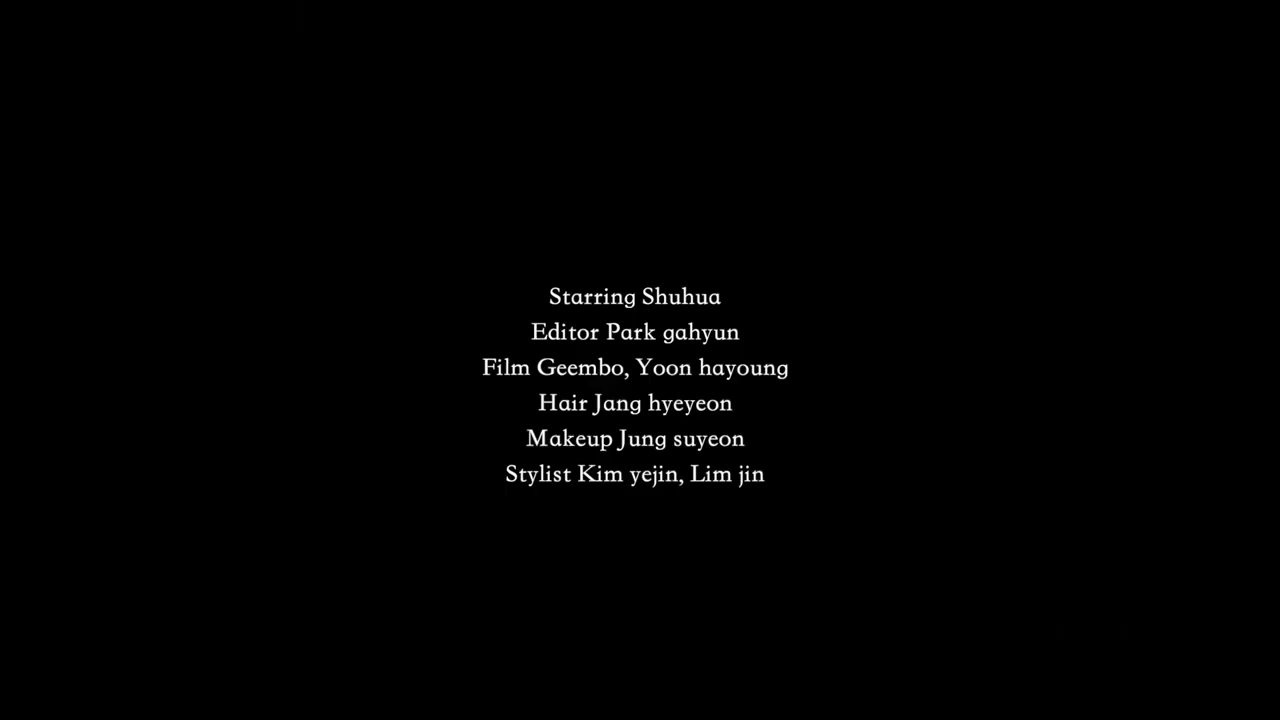 Starring Shuhua
Editor Park gahyun
Film Geembo, Yoon hayoung
Hair Jang hyeyeon
Makeup Jung suyeon
Stylist Kim yejin, Lim jin